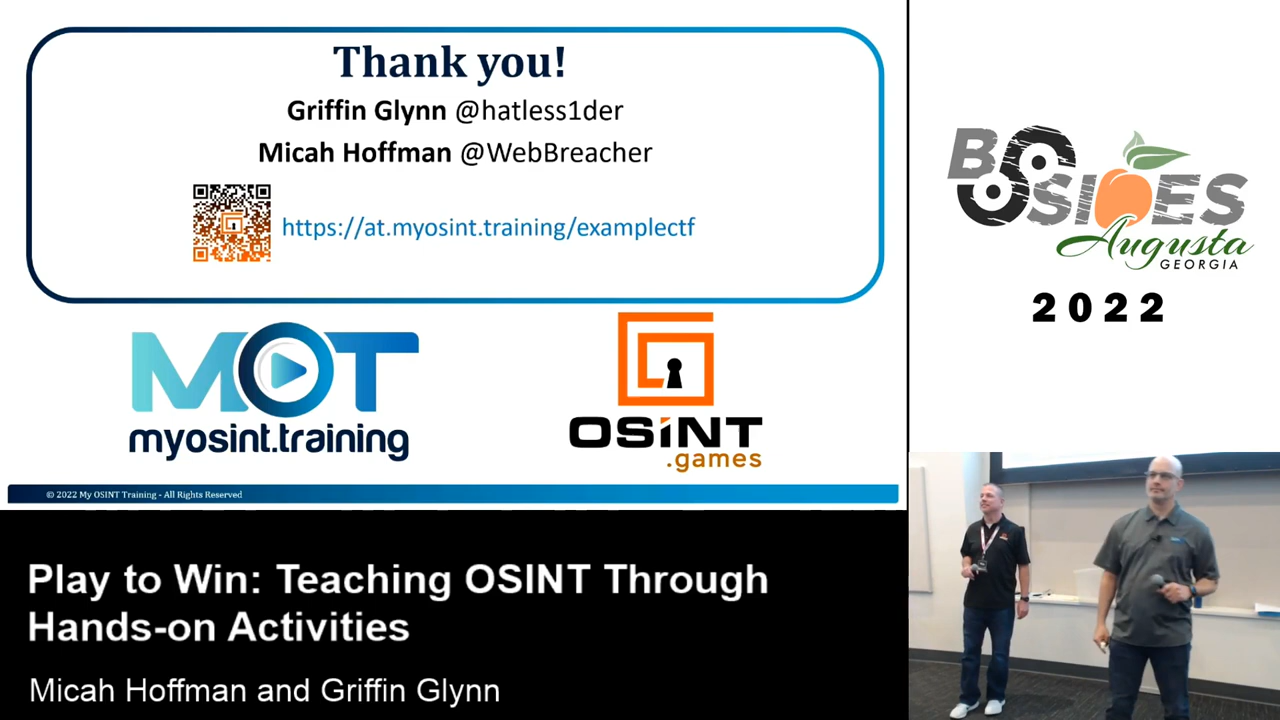 Thank you!
Griffin Glynn @hatless1der
Micah Hoffman @WebBreacher
https://at.myosint.training/examplectf
MOT
myosint.training
OSiNT
.games
© 2022 My OSINT Training - All Rights Reserved
BSIDES
Augusta
GEORGIA
2022
Play to Win: Teaching OSINT Through
Hands-on Activities
Micah Hoffman and Griffin Glynn